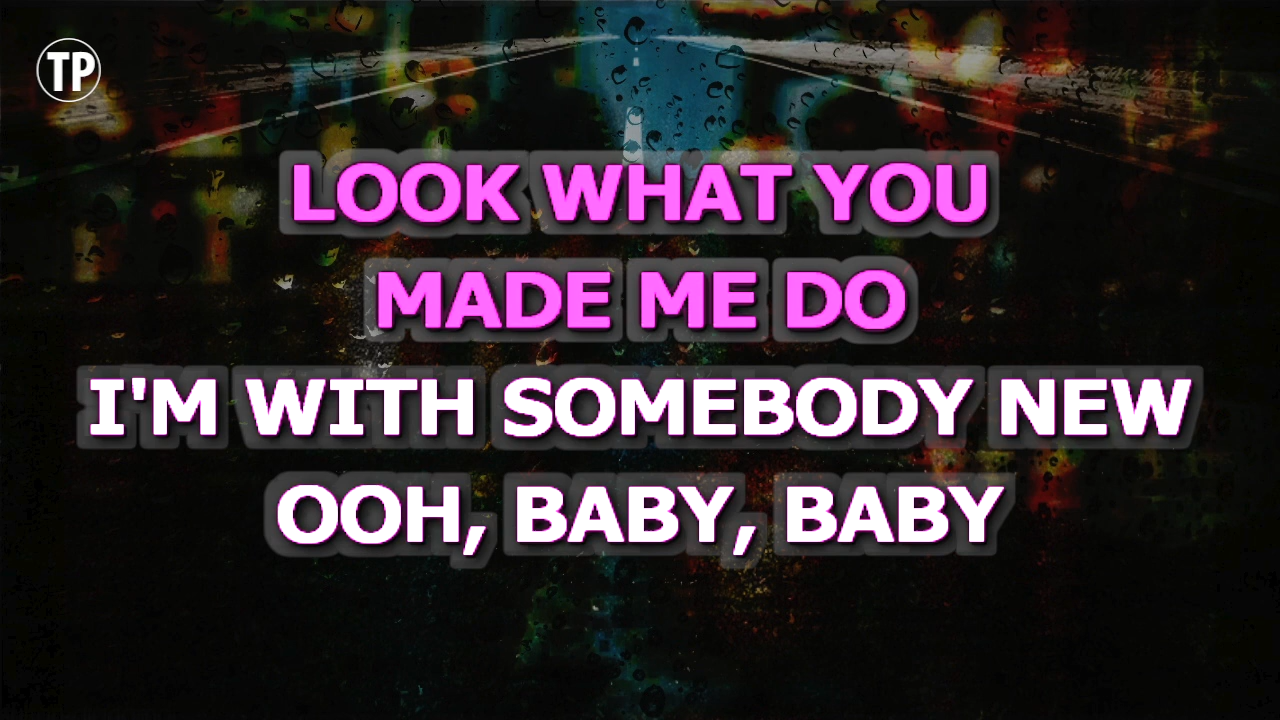 TP
LOOK WHAT YOU
MADE ME DO
I'M WITH SOMEBODY NEW
OOH, BABY, BABY